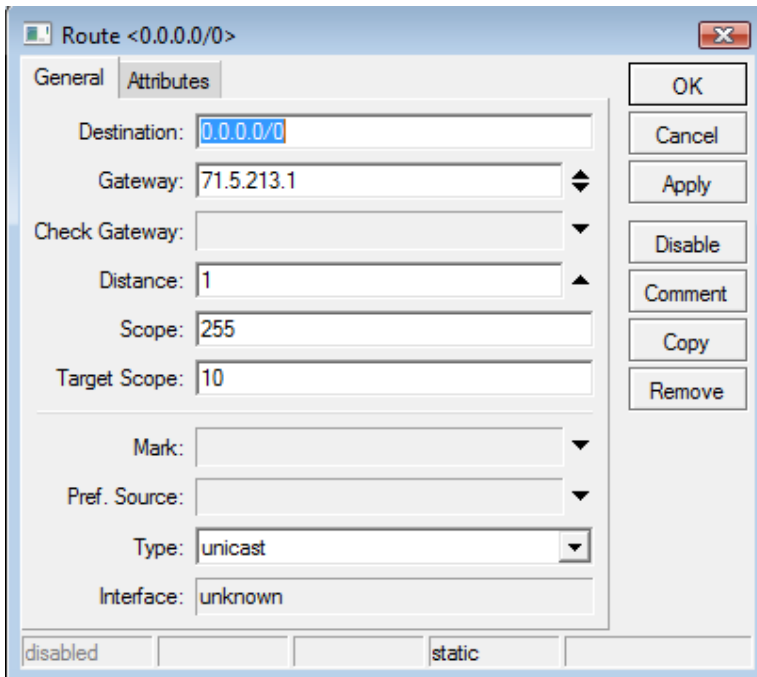 Route <0.0.0.0/0>
General Attributes
OK
Destination: 0.0.0.0/0
Cancel
Gateway: 71.5.213.1
Apply
Check Gateway:
Disable
Distance: 1
Comment
Scope: 255
Copy
Target Scope: 10
Remove
Mark:
Pref. Source:
Type: unicast
Interface: unknown
disabled static